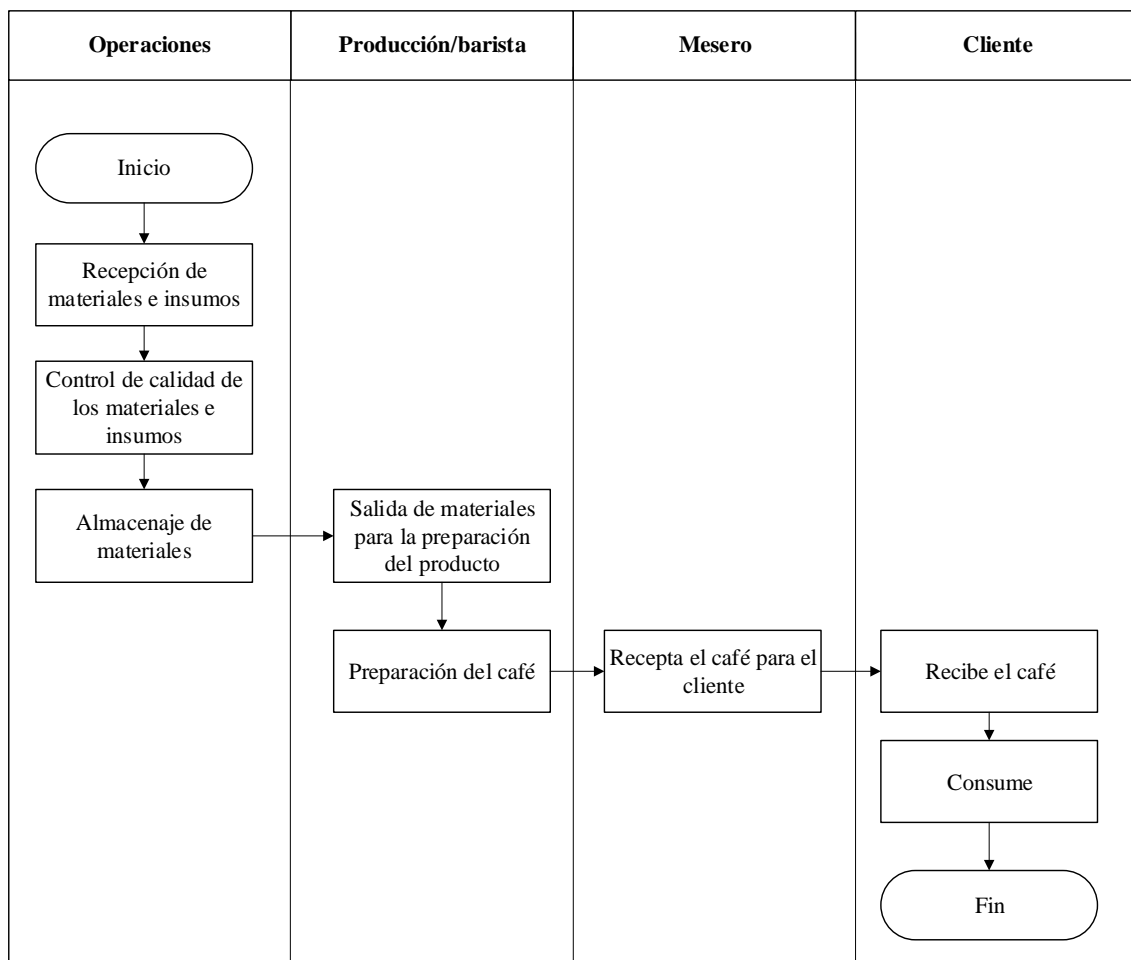 Operaciones
Producción/barista
Mesero
Cliente
Inicio
Recepción de
materiales e insumos
Control de calidad de
los materiales e
insumos
Almacenaje de
materiales
Salida de materiales
para la preparación
del producto
Preparación del café
Recepta el café para el
cliente
Recibe el café
Consume
Fin